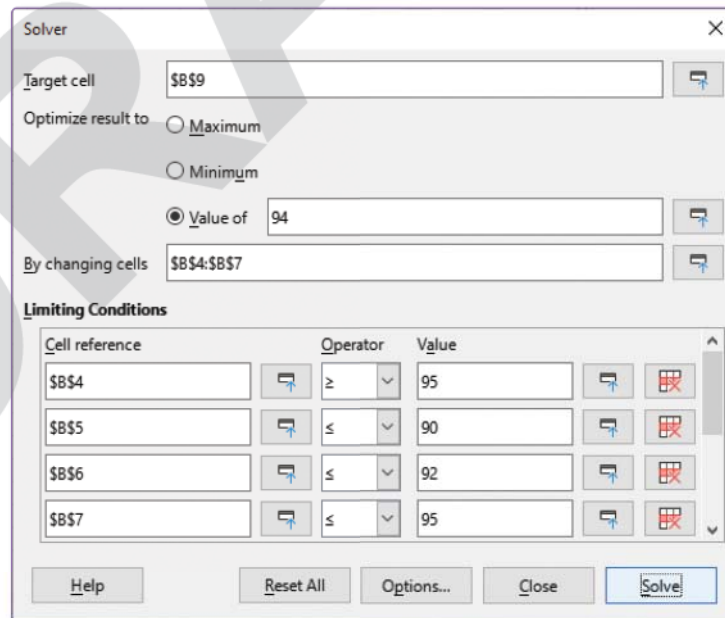 Solver
Target cell $B$9
Optimize result to Maximum
Minimum
Value of 94
By changing cells $B$4:$B$7
Limiting Conditions
Cell reference Operator Value
$B$4 ≥ 95
$B$5 ≤ 90
$B$6 ≤ 92
$B$7 ≤ 95
Help Reset All Options... Close Solve